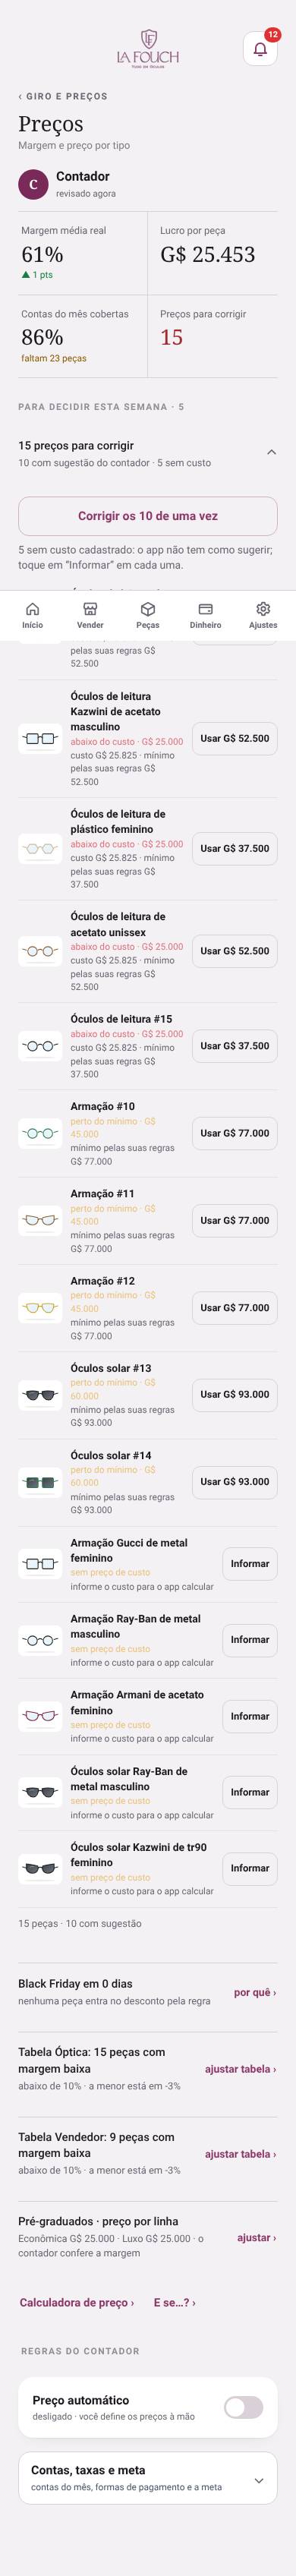 12
LA FOUCH
‹ GIRO E PREÇOS
Preços
Margem e preço por tipo
C
Contador
revisado agora
Margem média real
61%
▲ 1 pts
Lucro por peça
G$ 25.453
Contas do mês cobertas
86%
faltam 23 peças
Preços para corrigir
15
PARA DECIDIR ESTA SEMANA · 5
15 preços para corrigir
10 com sugestão do contador · 5 sem custo
Corrigir os 10 de uma vez
5 sem custo cadastrado: o app não tem como sugerir;
toque em “Informar” em cada uma.
Início
Vender
Peças
Dinheiro
Ajustes
pelas suas regras G$
52.500
Óculos de leitura
Kazwini de acetato
masculino
abaixo do custo · G$ 25.000
custo G$ 25.825 · mínimo
pelas suas regras G$
52.500
Usar G$ 52.500
Óculos de leitura de
plástico feminino
abaixo do custo · G$ 25.000
custo G$ 25.825 · mínimo
pelas suas regras G$
37.500
Usar G$ 37.500
Óculos de leitura de
acetato unissex
abaixo do custo · G$ 25.000
custo G$ 25.825 · mínimo
pelas suas regras G$
52.500
Usar G$ 52.500
Óculos de leitura #15
abaixo do custo · G$ 25.000
custo G$ 25.825 · mínimo
pelas suas regras G$
37.500
Usar G$ 37.500
Armação #10
perto do mínimo · G$
45.000
mínimo pelas suas regras
G$ 77.000
Usar G$ 77.000
Armação #11
perto do mínimo · G$
45.000
mínimo pelas suas regras
G$ 77.000
Usar G$ 77.000
Armação #12
perto do mínimo · G$
45.000
mínimo pelas suas regras
G$ 77.000
Usar G$ 77.000
Óculos solar #13
perto do mínimo · G$
60.000
mínimo pelas suas regras
G$ 93.000
Usar G$ 93.000
Óculos solar #14
perto do mínimo · G$
60.000
mínimo pelas suas regras
G$ 93.000
Usar G$ 93.000
Armação Gucci de metal
feminino
sem preço de custo
informe o custo para o app calcular
Informar
Armação Ray-Ban de metal
masculino
sem preço de custo
informe o custo para o app calcular
Informar
Armação Armani de acetato
feminino
sem preço de custo
informe o custo para o app calcular
Informar
Óculos solar Ray-Ban de
metal masculino
sem preço de custo
informe o custo para o app calcular
Informar
Óculos solar Kazwini de tr90
feminino
sem preço de custo
informe o custo para o app calcular
Informar
15 peças · 10 com sugestão
Black Friday em 0 dias
nenhuma peça entra no desconto pela regra
por quê ›
Tabela Óptica: 15 peças com
margem baixa
abaixo de 10% · a menor está em -3%
ajustar tabela ›
Tabela Vendedor: 9 peças com
margem baixa
abaixo de 10% · a menor está em -3%
ajustar tabela ›
Pré-graduados · preço por linha
Econômica G$ 25.000 · Luxo G$ 25.000 · o
contador confere a margem
ajustar ›
Calculadora de preço ›
E se...? ›
REGRAS DO CONTADOR
Preço automático
desligado · você define os preços à mão
Contas, taxas e meta
contas do mês, formas de pagamento e a meta